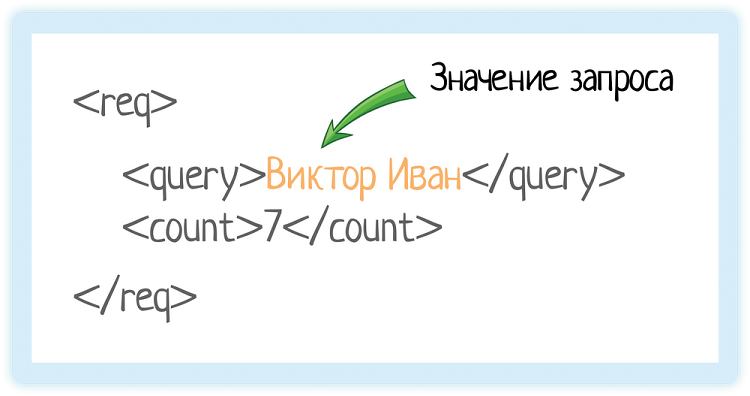 Значение запроса
<req>
<query>Виктор Иван</query>
<count>7</count>
</req>